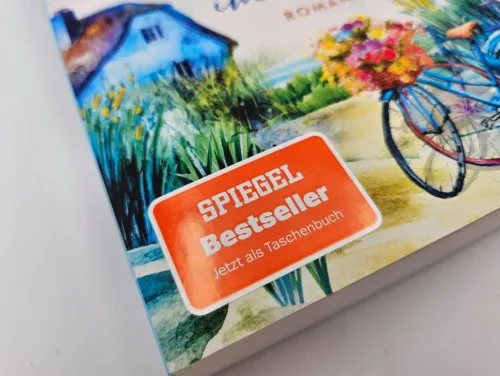 ROMAN
SPIEGEL
Bestseller
Jetzt als Taschenbuch